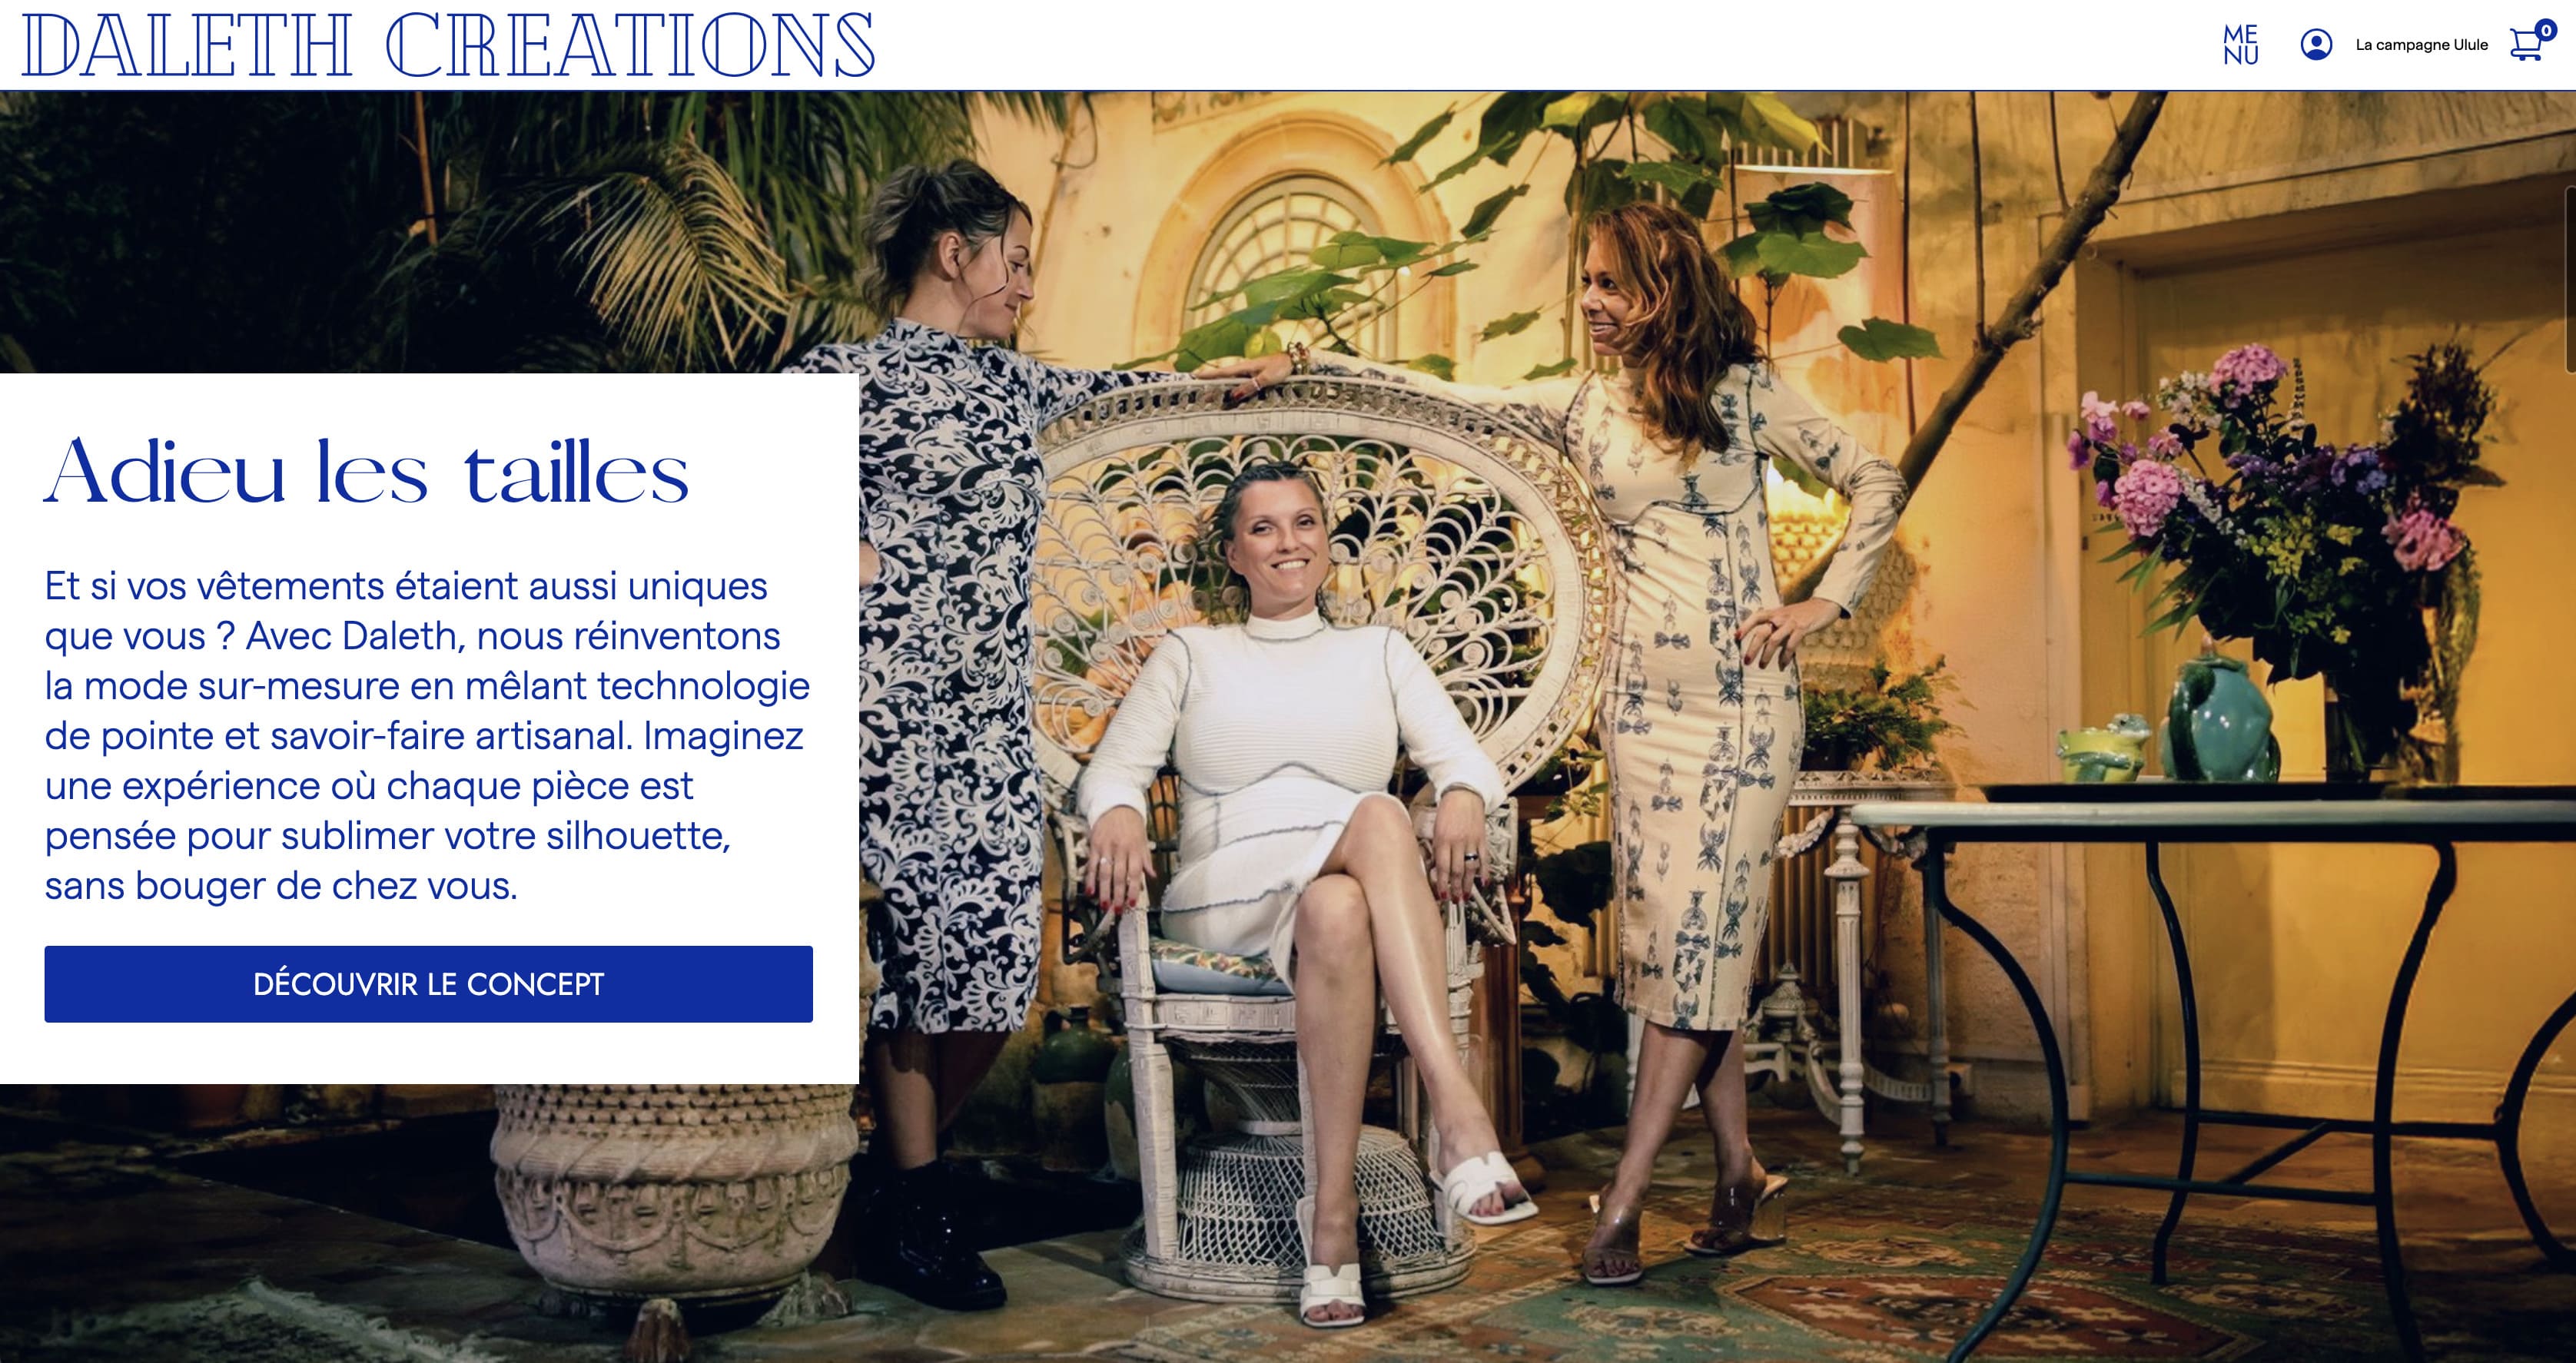 DALETH CREATIONS
ME
NU
La campagne Ulule
0
Adieu les tailles
Et si vos vêtements étaient aussi uniques
que vous ? Avec Daleth, nous réinventons
la mode sur-mesure en mêlant technologie
de pointe et savoir-faire artisanal. Imaginez
une expérience où chaque pièce est
pensée pour sublimer votre silhouette,
sans bouger de chez vous.
DÉCOUVRIR LE CONCEPT